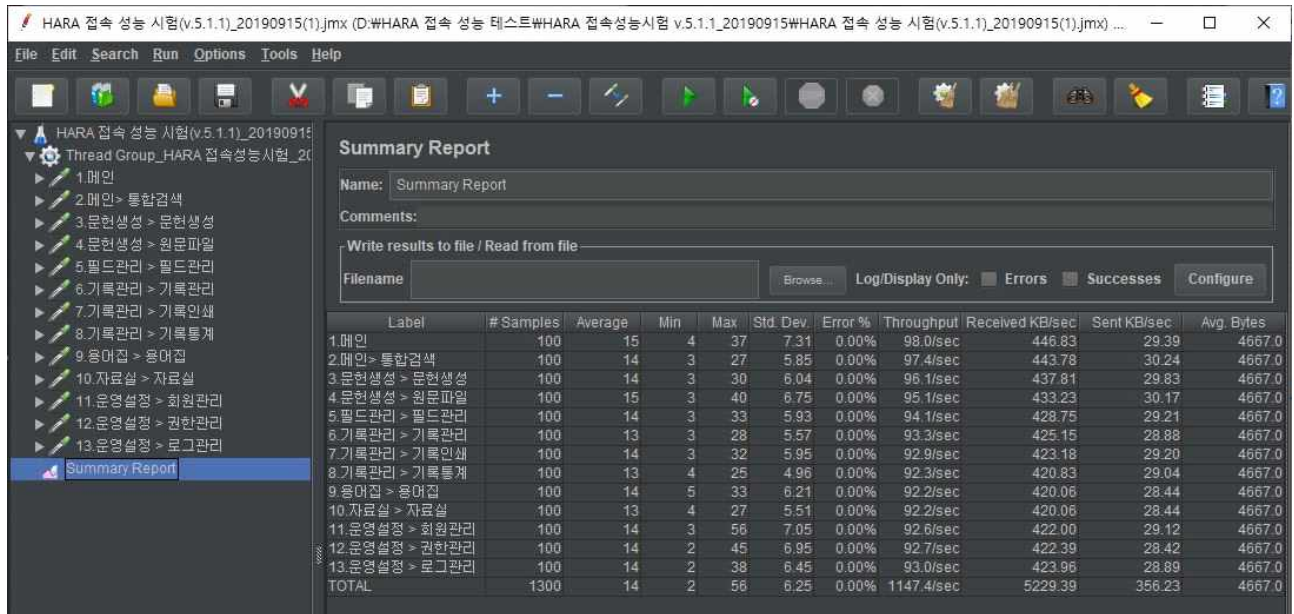 HARA 접속 성능 시험(v.5.1.1)_20190915(1).jmx (D:₩HARA 접속 성능 테스트₩HARA 접속성능시험 v.5.1.1_20190915₩HARA 접속 성능 시험(v.5.1.1)_20190915(1).jmx) ...
File Edit Search Run Options Tools Help
HARA 접속 성능 시험(v.5.1.1)_2019091
Thread Group_HARA 접속성능시험_20
1.메인
2.메인> 통합검색
3.문헌생성 > 문헌생성
4.문헌생성 > 원문파일
5.필드관리 > 필드관리
6.기록관리 > 기록관리
7.기록관리 > 기록인쇄
8.기록관리 > 기록통계
9.용어집 > 용어집
10.자료실 > 자료실
11.운영설정 > 회원관리
12.운영설정 > 권한관리
13.운영설정 > 로그관리
Summary Report
Summary Report
Name: Summary Report
Comments:
Write results to file / Read from file
Filename Browse... Log/Display Only: Errors Successes Configure
Label # Samples Average Min Max Std. Dev. Error % Throughput Received KB/sec Sent KB/sec Avg. Bytes
1.메인 100 15 4 37 7.31 0.00% 98.0/sec 446.83 29.39 4667.0
2.메인> 통합검색 100 14 3 27 5.85 0.00% 97.4/sec 443.78 30.24 4667.0
3.문헌생성 > 문헌생성 100 14 3 30 6.04 0.00% 96.1/sec 437.81 29.83 4667.0
4.문헌생성 > 원문파일 100 15 3 40 6.75 0.00% 95.1/sec 433.23 30.17 4667.0
5.필드관리 > 필드관리 100 14 3 33 5.93 0.00% 94.1/sec 428.75 29.21 4667.0
6.기록관리 > 기록관리 100 13 3 28 5.57 0.00% 93.3/sec 425.15 28.88 4667.0
7.기록관리 > 기록인쇄 100 14 3 32 5.95 0.00% 92.9/sec 423.18 29.20 4667.0
8.기록관리 > 기록통계 100 13 4 25 4.96 0.00% 92.3/sec 420.83 29.04 4667.0
9.용어집 > 용어집 100 14 5 33 6.21 0.00% 92.2/sec 420.06 28.44 4667.0
10.자료실 > 자료실 100 13 4 27 5.51 0.00% 92.2/sec 420.06 28.44 4667.0
11.운영설정 > 회원관리 100 14 3 56 7.05 0.00% 92.6/sec 422.00 29.12 4667.0
12.운영설정 > 권한관리 100 14 2 45 6.95 0.00% 92.7/sec 422.39 28.42 4667.0
13.운영설정 > 로그관리 100 14 2 38 6.45 0.00% 93.0/sec 423.96 28.89 4667.0
TOTAL 1300 14 2 56 6.25 0.00% 1147.4/sec 5229.39 356.23 4667.0